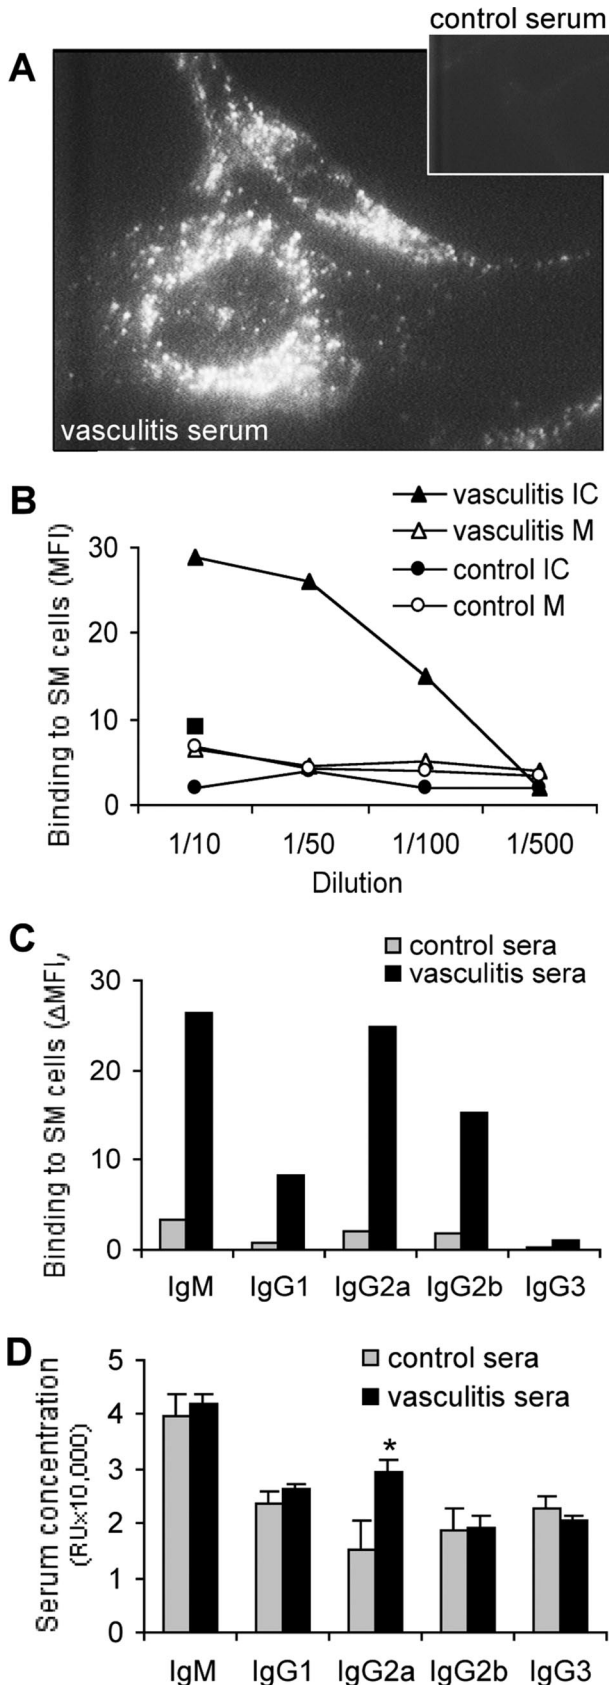 control serum
A
vasculitis serum
B
vasculitis IC
vasculitis M
control IC
control M
Binding to SM cells (MFI)
30
20
10
0
1/10 1/50 1/100 1/500
Dilution
C
control sera
vasculitis sera
Binding to SM cells (ΔMFI)
30
20
10
0
IgM IgG1 IgG2a IgG2b IgG3
D
control sera
vasculitis sera
Serum concentration
(RUx10,000)
5
4
3
2
1
0
*
IgM IgG1 IgG2a IgG2b IgG3